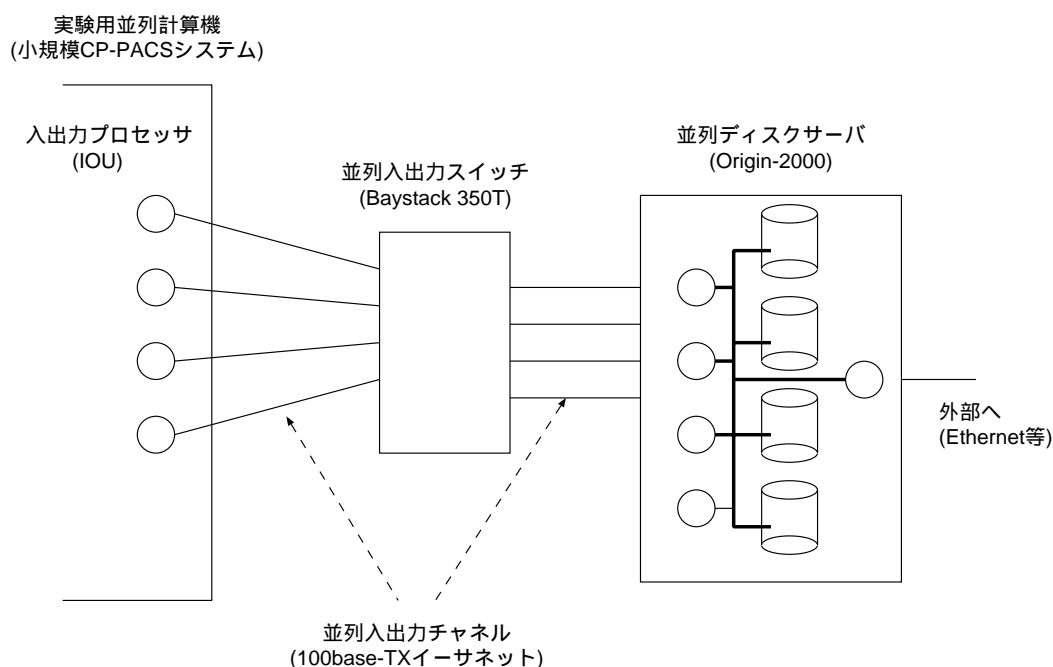 実験用並列計算機
(小規模CP-PACSシステム)
入出力プロセッサ
(IOU)
並列入出力スイッチ
(Baystack 350T)
並列ディスクサーバ
(Origin-2000)
外部へ
(Ethernet等)
並列入出力チャネル
(100base-TXイーサネット)